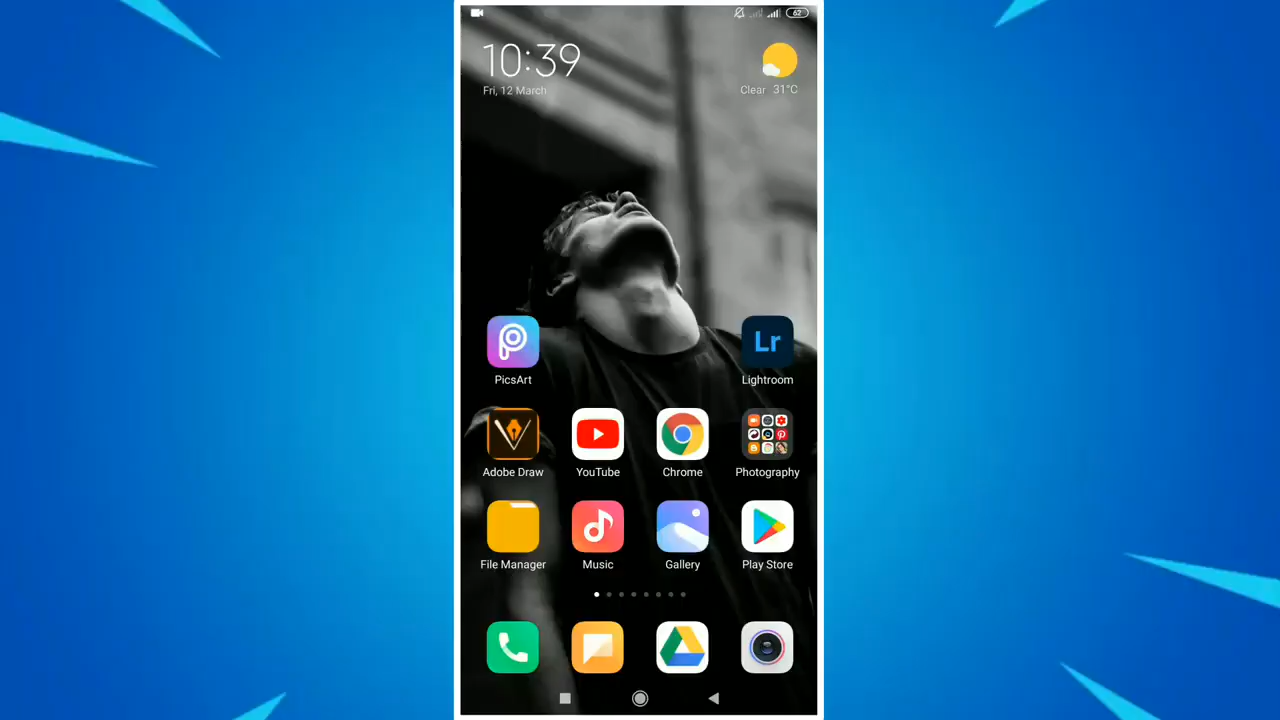 62
10:39
Fri, 12 March
Clear 31°C
PicsArt
Lr
Lightroom
Adobe Draw
YouTube
Chrome
Photography
File Manager
Music
Gallery
Play Store